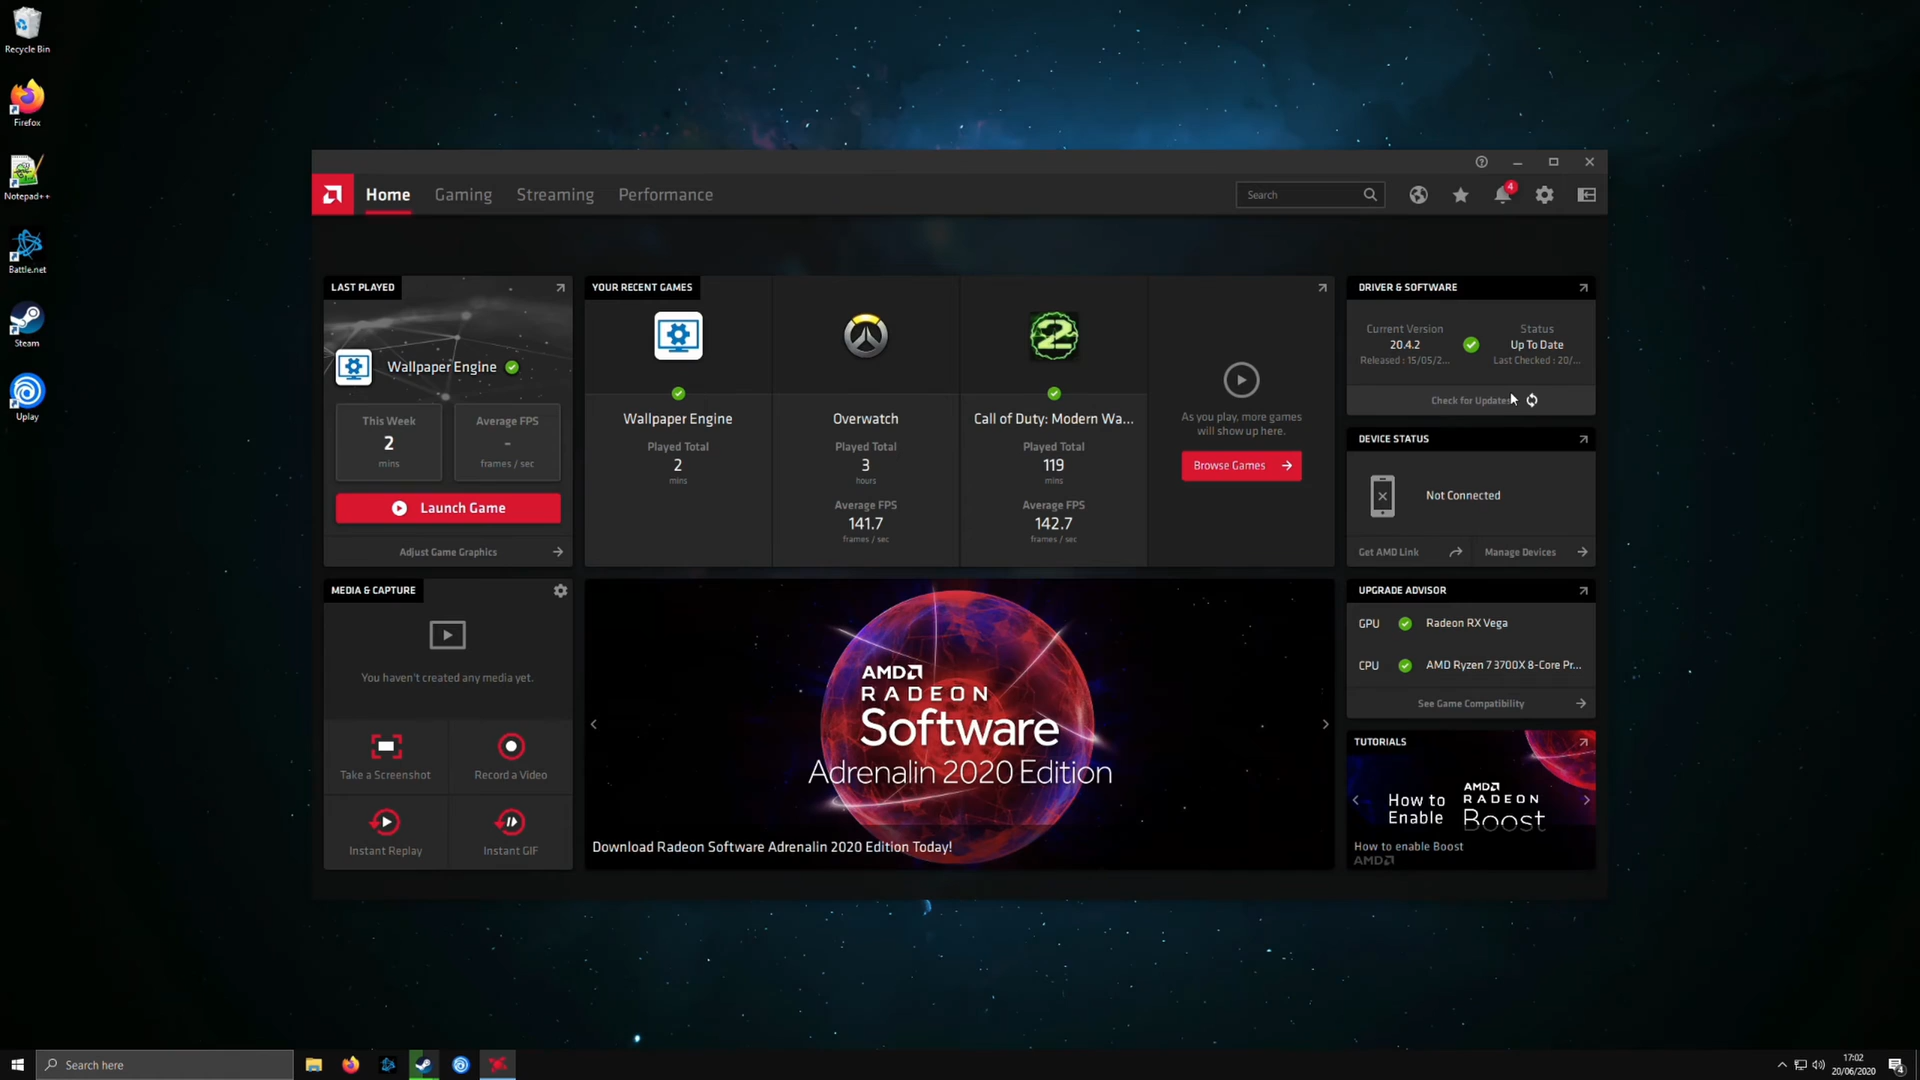 Recycle Bin
Firefox
Notepad++
Battle.net
Steam
Uplay
Home
Gaming
Streaming
Performance
Search
4
LAST PLAYED
Wallpaper Engine
This Week
2
mins
Average FPS
-
frames / sec
Launch Game
Adjust Game Graphics
YOUR RECENT GAMES
Wallpaper Engine
Played Total
2
mins
Overwatch
Played Total
3
hours
Average FPS
141.7
frames / sec
2
Call of Duty: Modern Wa...
Played Total
119
mins
Average FPS
142.7
frames / sec
As you play, more games
will show up here.
Browse Games
DRIVER & SOFTWARE
Current Version
20.4.2
Released : 15/05/2...
Status
Up To Date
Last Checked : 20/...
Check for Updates
DEVICE STATUS
Not Connected
Get AMD Link
Manage Devices
MEDIA & CAPTURE
You haven't created any media yet.
Take a Screenshot
Record a Video
Instant Replay
Instant GIF
AMD
RADEON
Software
Adrenalin 2020 Edition
Download Radeon Software Adrenalin 2020 Edition Today!
UPGRADE ADVISOR
GPU Radeon RX Vega
CPU AMD Ryzen 7 3700X 8-Core Pr...
See Game Compatibility
TUTORIALS
How to
Enable
AMD
RADEON
Boost
How to enable Boost
AMD
Search here
17:02
20/06/2020
4